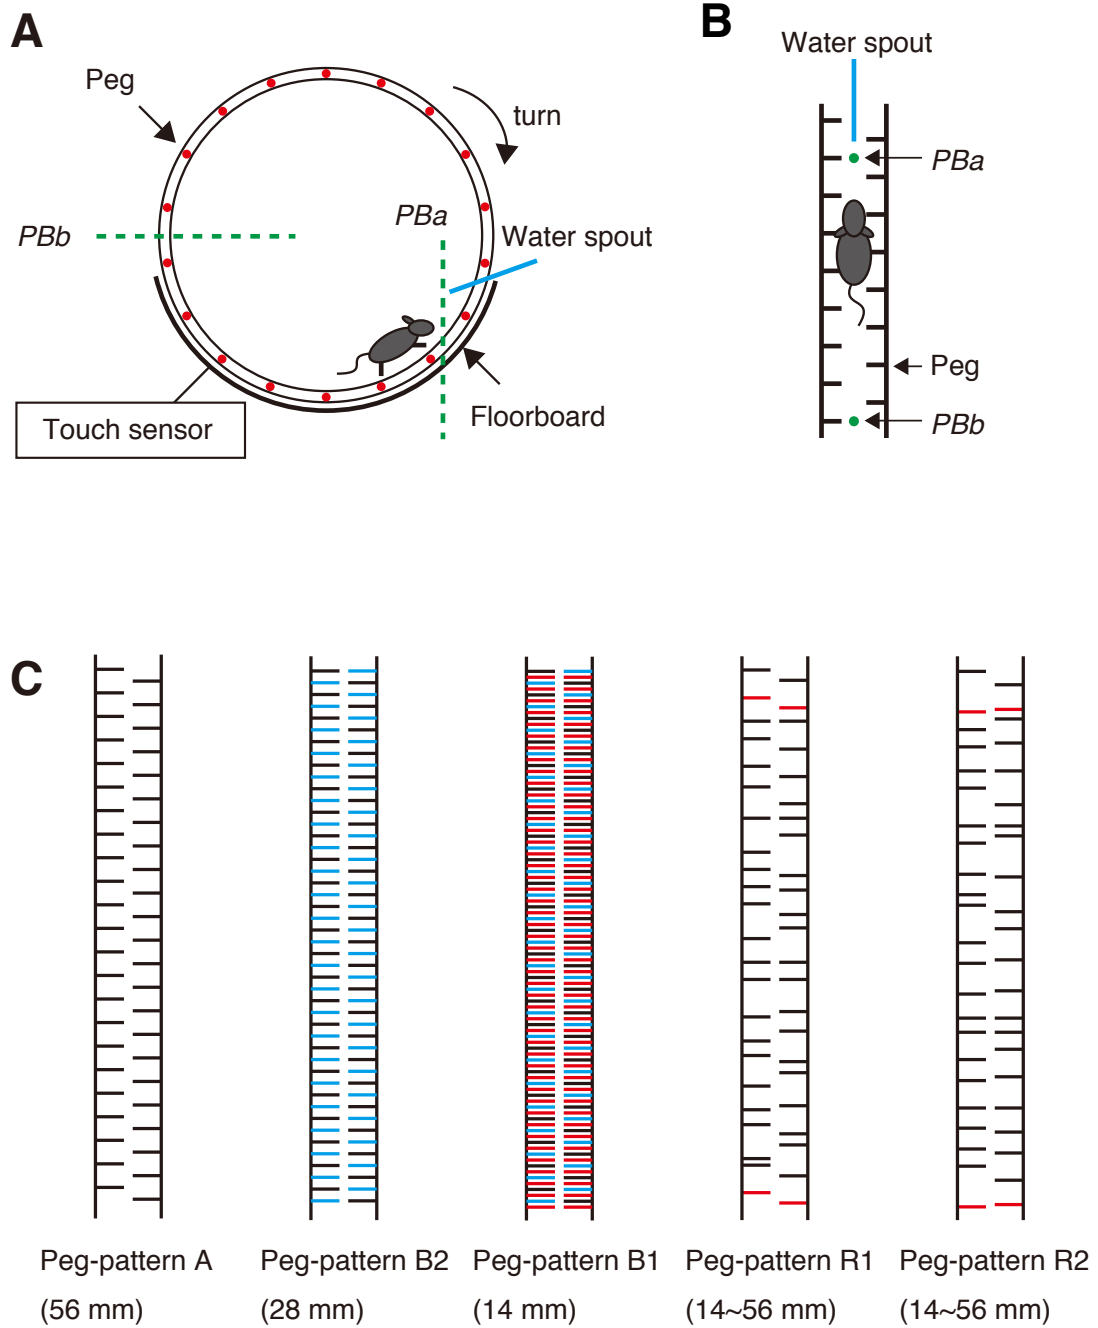 A
Peg
turn
PBa
PBb
Water spout
Touch sensor
Floorboard
B
Water spout
PBa
Peg
PBb
C
Peg-pattern A
(56 mm)
Peg-pattern B2
(28 mm)
Peg-pattern B1
(14 mm)
Peg-pattern R1
(14~56 mm)
Peg-pattern R2
(14~56 mm)